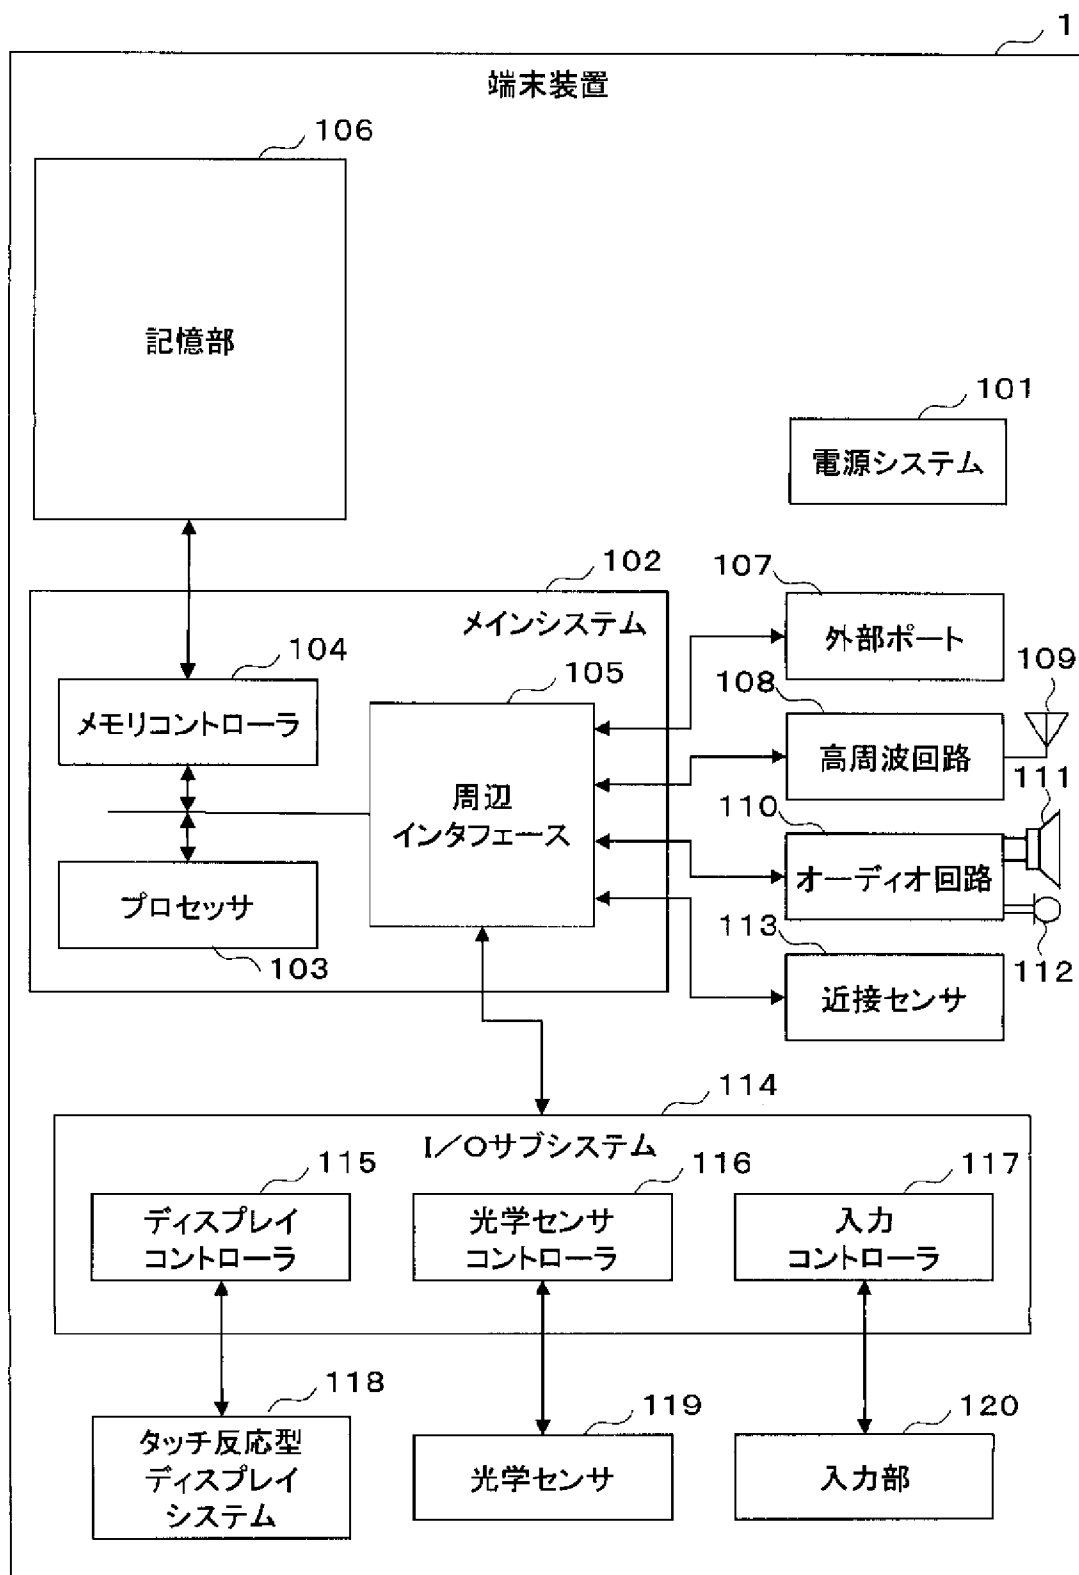 1
端末装置
106
記憶部
101
電源システム
102
メインシステム
104
メモリコントローラ
105
周辺
インタフェース
プロセッサ
103
107
外部ポート
108
高周波回路
109
110
オーディオ回路
111
112
113
近接センサ
114
I/Oサブシステム
115
ディスプレイ
コントローラ
116
光学センサ
コントローラ
117
入力
コントローラ
118
タッチ反応型
ディスプレイ
システム
119
光学センサ
120
入力部